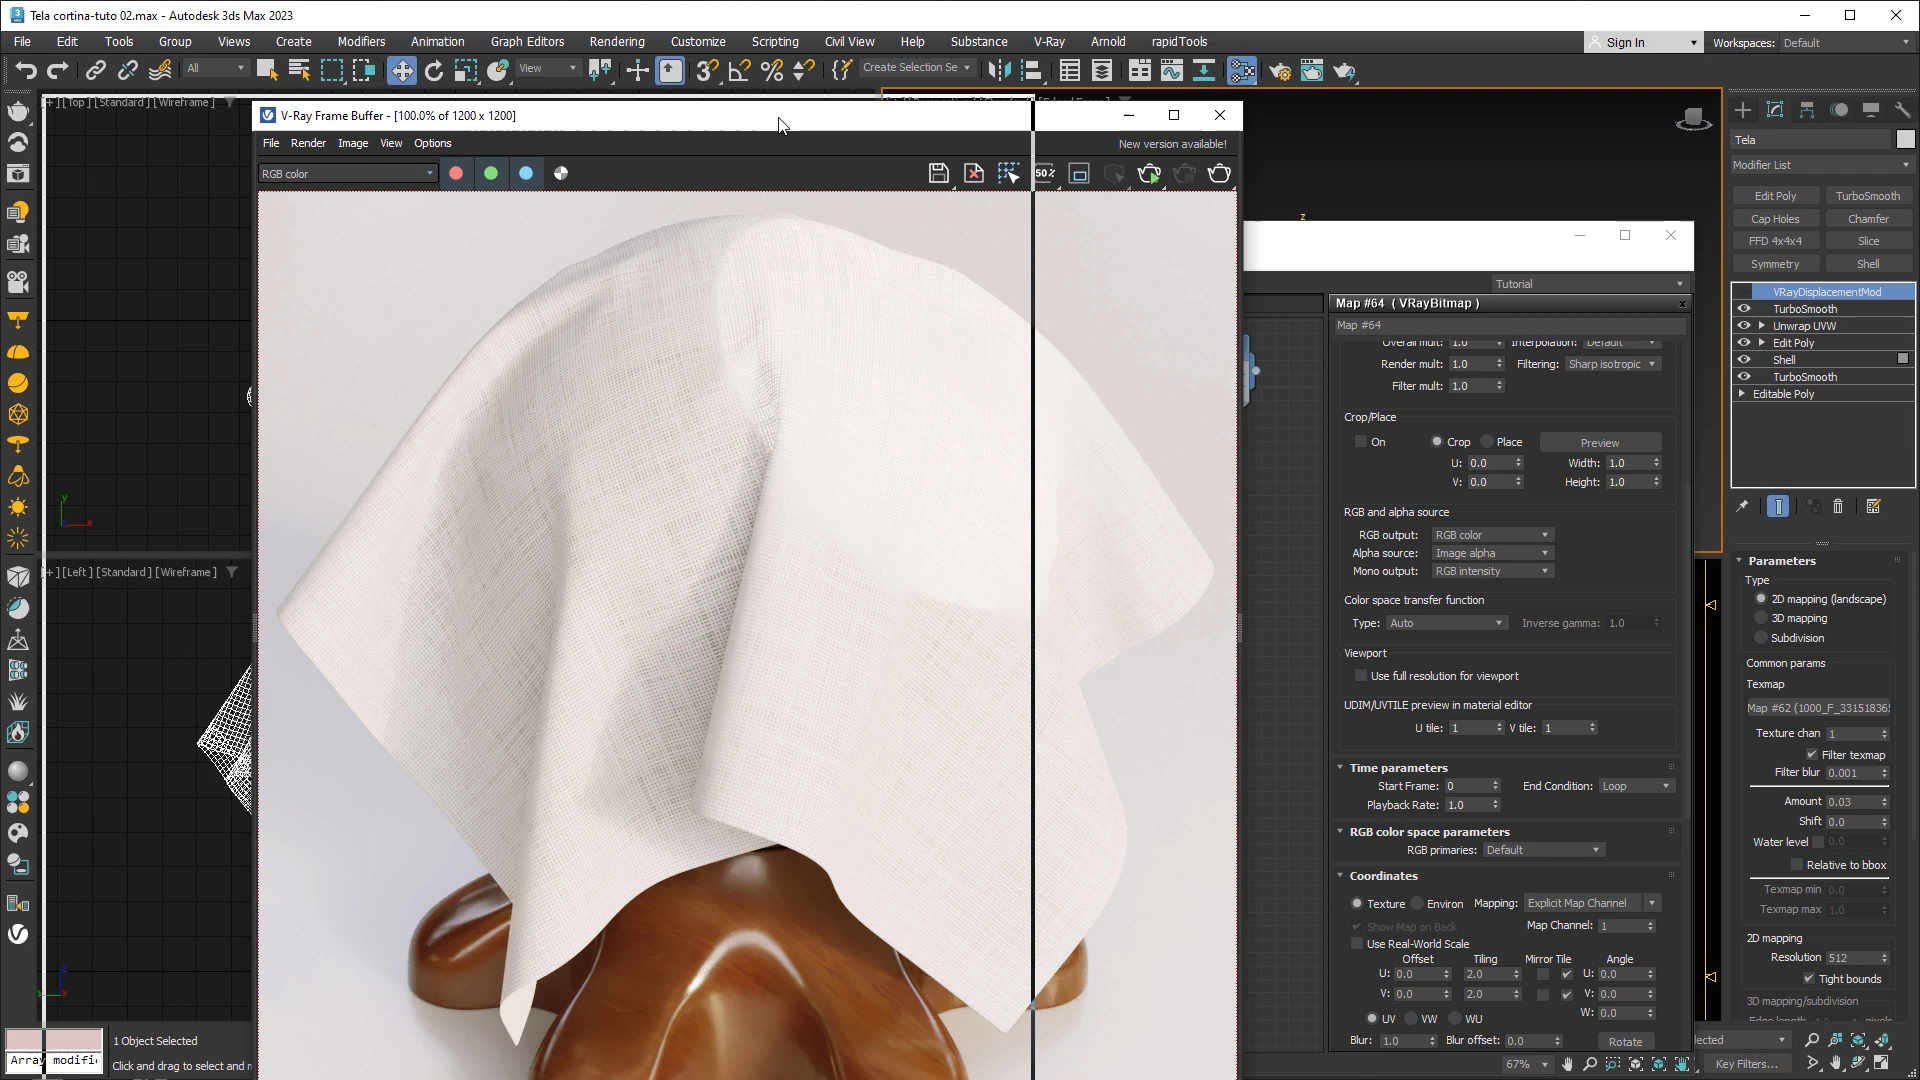 Tela cortina-tuto 02.max - Autodesk 3ds Max 2023
File Edit Tools Group Views Create Modifiers Animation Graph Editors Rendering Customize Scripting Civil View Help Substance V-Ray Arnold rapidTools
Sign In Workspaces: Default
All View Create Selection Se
[+] [Top] [Standard] [Wireframe]
V-Ray Frame Buffer - [100.0% of 1200 x 1200]
File Render Image View Options
New version available!
RGB color
50%
z
y
x
[+] [Left] [Standard] [Wireframe]
z
y x
Tutorial
Map #64 ( VRayBitmap )
x
Map #64
Overall mult: 1.0 Interpolation: Default
Render mult: 1.0 Filtering: Sharp isotropic
Filter mult: 1.0
Crop/Place
On Crop Place Preview
U: 0.0 Width: 1.0
V: 0.0 Height: 1.0
RGB and alpha source
RGB output: RGB color
Alpha source: Image alpha
Mono output: RGB intensity
Color space transfer function
Type: Auto Inverse gamma: 1.0
Viewport
Use full resolution for viewport
UDIM/UVTILE preview in material editor
U tile: 1 V tile: 1
Time parameters
Start Frame: 0 End Condition: Loop
Playback Rate: 1.0
RGB color space parameters
RGB primaries: Default
Coordinates
Texture Environ Mapping: Explicit Map Channel
Show Map on Back Map Channel: 1
Use Real-World Scale
Offset Tiling Mirror Tile Angle
U: 0.0 2.0 U: 0.0
V: 0.0 2.0 V: 0.0
W: 0.0
UV VW WU
Blur: 1.0 Blur offset: 0.0 Rotate
67%
Tela
Modifier List
Edit Poly TurboSmooth
Cap Holes Chamfer
FFD 4x4x4 Slice
Symmetry Shell
VRayDisplacementMod
TurboSmooth
Unwrap UVW
Edit Poly
Shell
TurboSmooth
Editable Poly
Parameters
Type
2D mapping (landscape)
3D mapping
Subdivision
Common params
Texmap
Map #62 (1000_F_331518365
Texture chan 1
Filter texmap
Filter blur 0.001
Amount 0.03
Shift 0.0
Water level 0.0
Relative to bbox
Texmap min 0.0
Texmap max 1.0
2D mapping
Resolution 512
Tight bounds
3D mapping/subdivision
lected
Key Filters...
1 Object Selected
Array modifi
Click and drag to select and